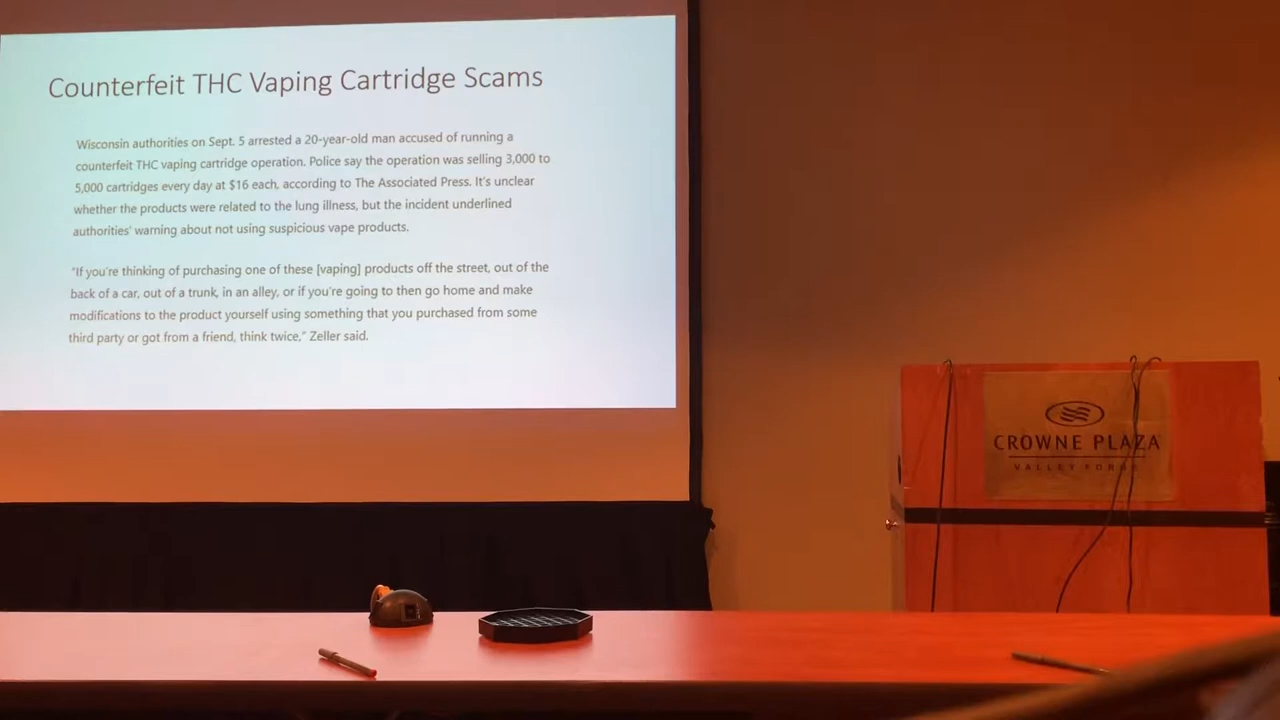 Counterfeit THC Vaping Cartridge Scams
Wisconsin authorities on Sept. 5 arrested a 20-year-old man accused of running a
counterfeit THC vaping cartridge operation. Police say the operation was selling 3,000 to
5,000 cartridges every day at $16 each, according to The Associated Press. It's unclear
whether the products were related to the lung illness, but the incident underlined
authorities' warning about not using suspicious vape products.
"If you're thinking of purchasing one of these [vaping] products off the street, out of the
back of a car, out of a trunk, in an alley, or if you're going to then go home and make
modifications to the product yourself using something that you purchased from some
third party or got from a friend, think twice," Zeller said.
CROWNE PLAZA
VALLEY FORGE